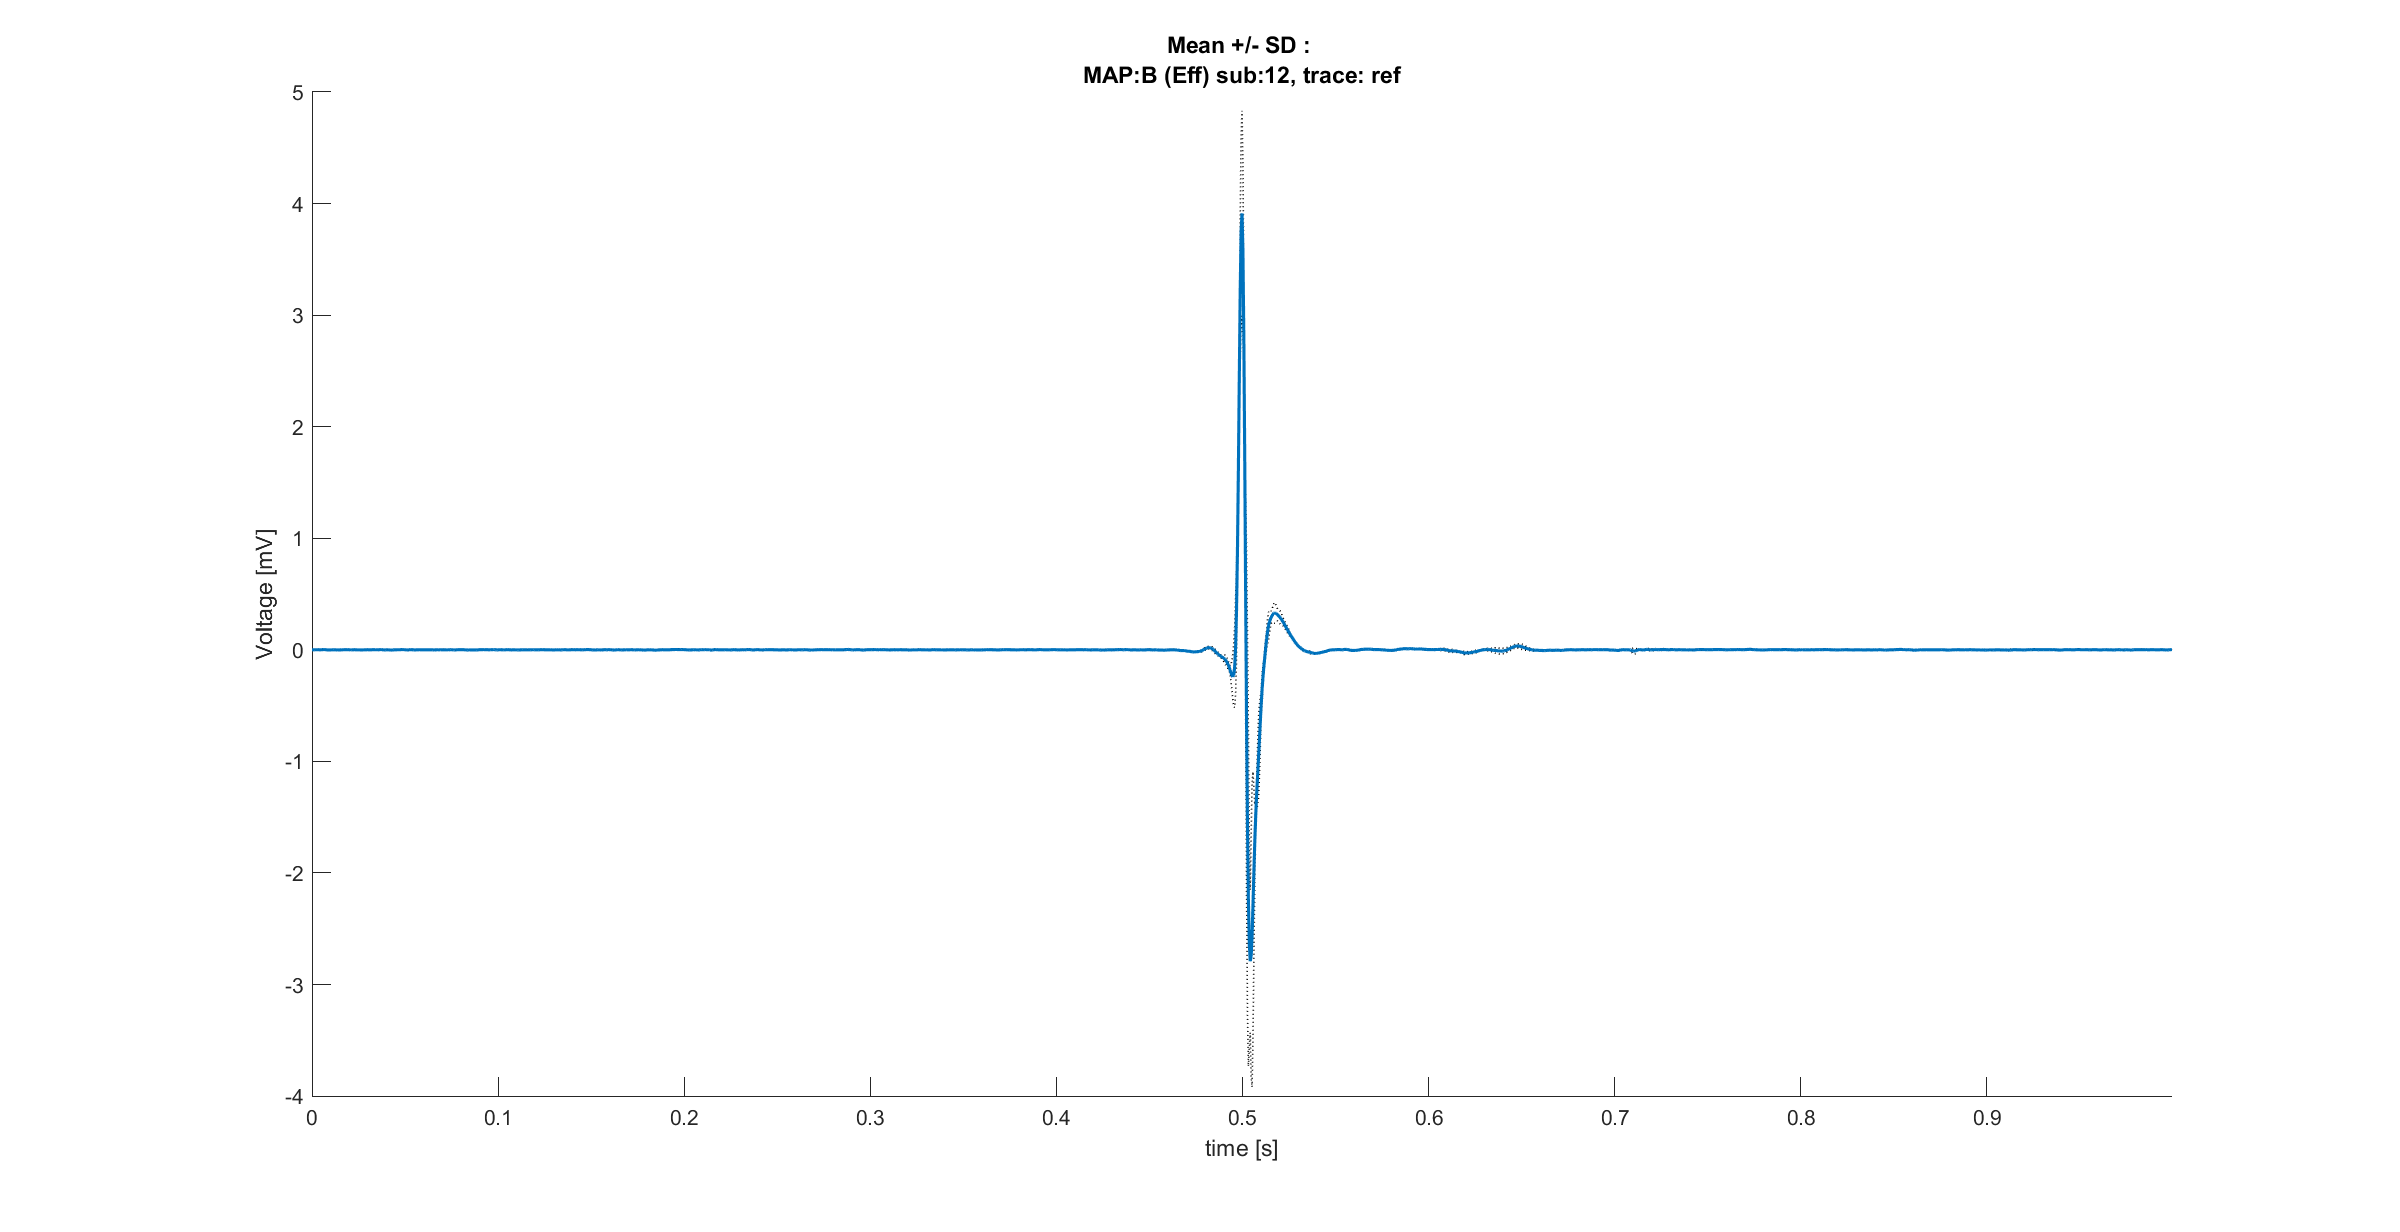 Mean +/- SD :
MAP:B (Eff) sub:12, trace: ref
5
4
3
2
1
0
-1
-2
-3
-4
Voltage [mV]
0 0.1 0.2 0.3 0.4 0.5 0.6 0.7 0.8 0.9
time [s]